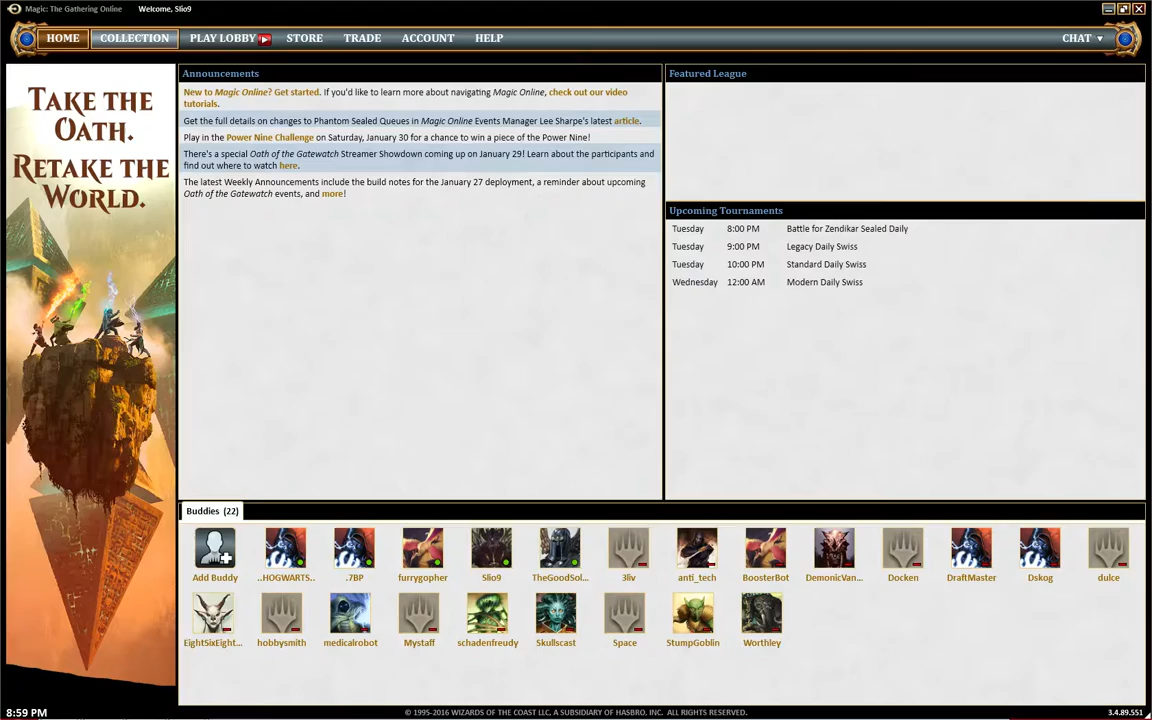 Magic: The Gathering Online
Welcome, Slio9
HOME
COLLECTION
PLAY LOBBY
STORE
TRADE
ACCOUNT
HELP
CHAT
TAKE THE
OATH.
RETAKE THE
WORLD.
Announcements
New to Magic Online? Get started. If you'd like to learn more about navigating Magic Online, check out our video
tutorials.
Get the full details on changes to Phantom Sealed Queues in Magic Online Events Manager Lee Sharpe's latest article.
Play in the Power Nine Challenge on Saturday, January 30 for a chance to win a piece of the Power Nine!
There's a special Oath of the Gatewatch Streamer Showdown coming up on January 29! Learn about the participants and
find out where to watch here.
The latest Weekly Announcements include the build notes for the January 27 deployment, a reminder about upcoming
Oath of the Gatewatch events, and more!
Featured League
Upcoming Tournaments
Tuesday 8:00 PM Battle for Zendikar Sealed Daily
Tuesday 9:00 PM Legacy Daily Swiss
Tuesday 10:00 PM Standard Daily Swiss
Wednesday 12:00 AM Modern Daily Swiss
Buddies (22)
Add Buddy
..HOGWARTS..
.7BP
furrygopher
Slio9
TheGoodSol...
3liv
anti_tech
BoosterBot
DemonicVan...
Docken
DraftMaster
Dskog
dulce
EightSixEight...
hobbysmith
medicalrobot
Mystaff
schadenfreudy
Skullscast
Space
StumpGoblin
Worthley
8:59 PM
© 1995-2016 WIZARDS OF THE COAST LLC, A SUBSIDIARY OF HASBRO, INC. ALL RIGHTS RESERVED.
3.4.89.551